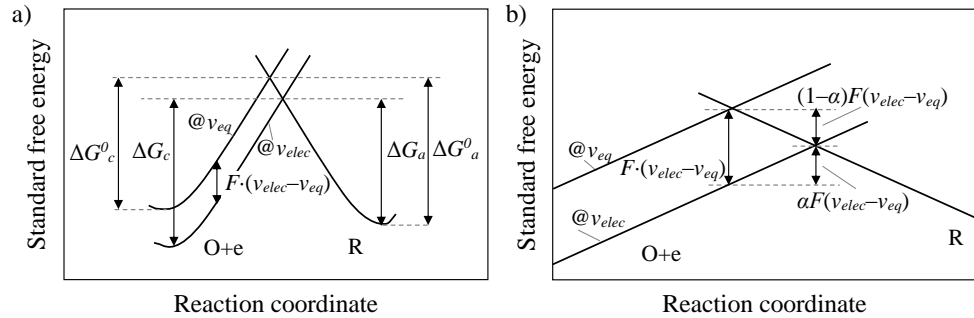 a)
Standard free energy
ΔG⁰c
ΔGc
@veq
@velec
F·(velec–veq)
ΔGa
ΔG⁰a
O+e
R
Reaction coordinate
b)
Standard free energy
(1–α)F(velec–veq)
@veq
F·(velec–veq)
αF(velec–veq)
@velec
O+e
R
Reaction coordinate